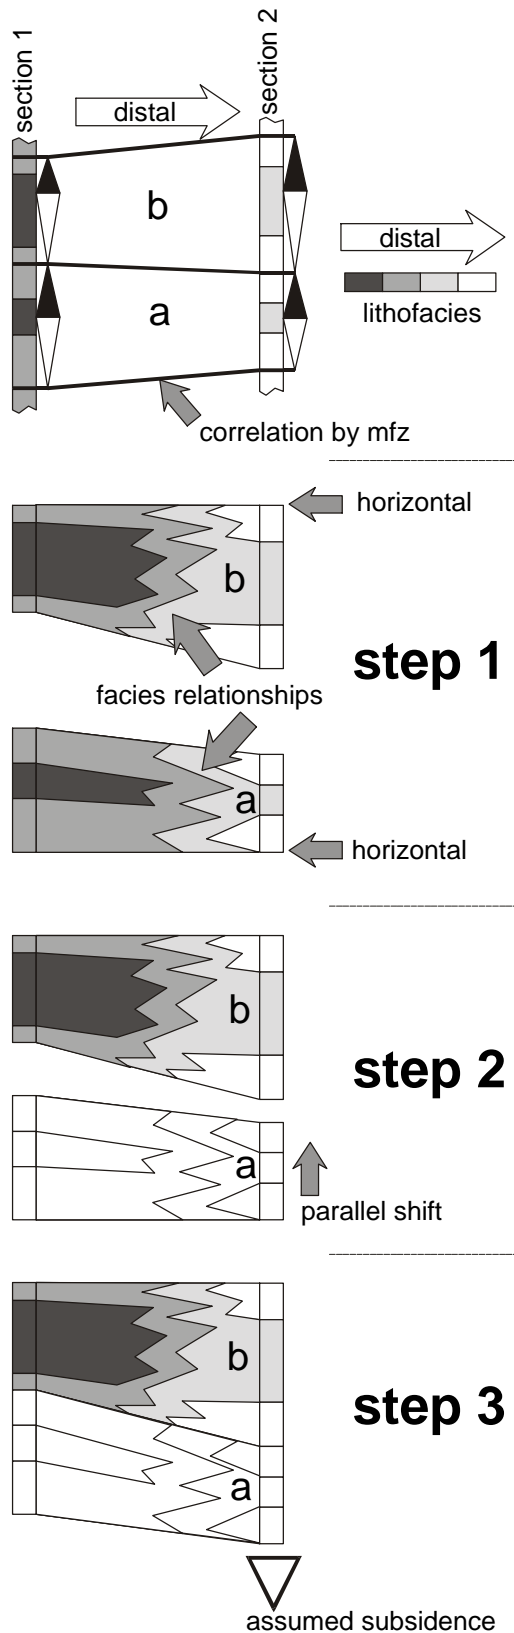 section 1
section 2
distal
b
distal
lithofacies
a
correlation by mfz
horizontal
b
step 1
facies relationships
a
horizontal
b
step 2
a
parallel shift
b
step 3
a
assumed subsidence